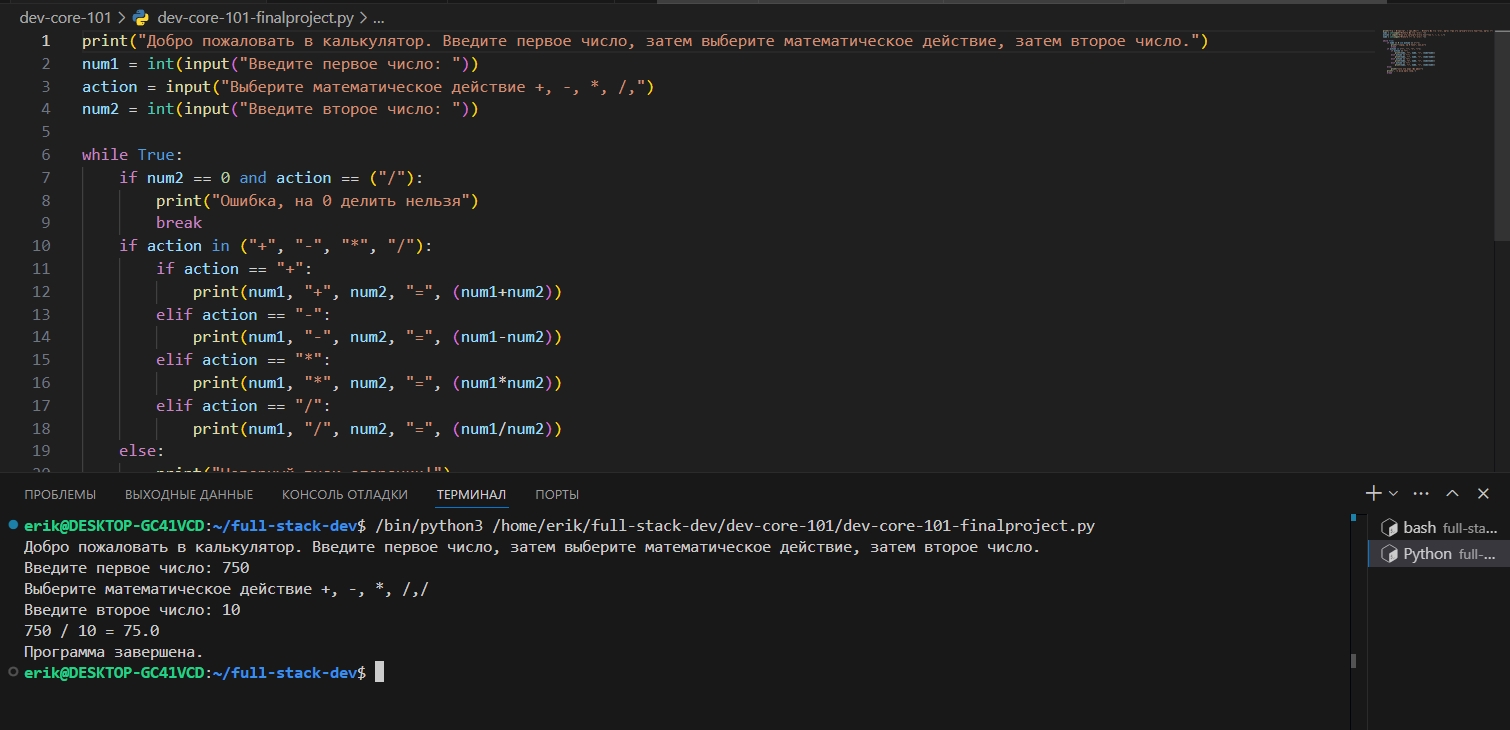 dev-core-101 > dev-core-101-finalproject.py > ...
1 print("Добро пожаловать в калькулятор. Введите первое число, затем выберите математическое действие, затем второе число.")
2 num1 = int(input("Введите первое число: "))
3 action = input("Выберите математическое действие +, -, *, /,")
4 num2 = int(input("Введите второе число: "))
5
6 while True:
7 if num2 == 0 and action == ("/"):
8 print("Ошибка, на 0 делить нельзя")
9 break
10 if action in ("+", "-", "*", "/"):
11 if action == "+":
12 print(num1, "+", num2, "=", (num1+num2))
13 elif action == "-":
14 print(num1, "-", num2, "=", (num1-num2))
15 elif action == "*":
16 print(num1, "*", num2, "=", (num1*num2))
17 elif action == "/":
18 print(num1, "/", num2, "=", (num1/num2))
19 else:
ПРОБЛЕМЫ ВЫХОДНЫЕ ДАННЫЕ КОНСОЛЬ ОТЛАДКИ ТЕРМИНАЛ ПОРТЫ
erik@DESKTOP-GC41VCD:~/full-stack-dev$ /bin/python3 /home/erik/full-stack-dev/dev-core-101/dev-core-101-finalproject.py
Добро пожаловать в калькулятор. Введите первое число, затем выберите математическое действие, затем второе число.
Введите первое число: 750
Выберите математическое действие +, -, *, /,/
Введите второе число: 10
750 / 10 = 75.0
Программа завершена.
erik@DESKTOP-GC41VCD:~/full-stack-dev$
bash full-sta...
Python full-...